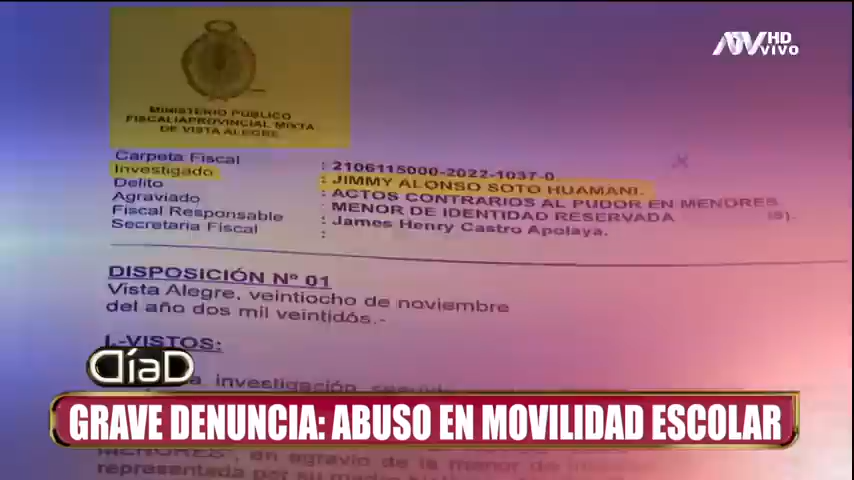 ATV HD
VIVO
MINISTERIO PUBLICO
FISCALIA PROVINCIAL MIXTA
DE VISTA ALEGRE
Carpeta Fiscal : 2106115000-2022-1037-0
Investigado : JIMMY ALONSO SOTO HUAMANI.
Delito : ACTOS CONTRARIOS AL PUDOR EN MENORES
Agraviado : MENOR DE IDENTIDAD RESERVADA
Fiscal Responsable : James Henry Castro Apolaya.
Secretaria Fiscal :
DISPOSICIÓN Nº 01
Vista Alegre, veintiocho de noviembre
del año dos mil veintidós.-
I.-VISTOS:
investigación
DíaD
GRAVE DENUNCIA: ABUSO EN MOVILIDAD ESCOLAR
MENORES", en agravio de la menor de
representada por su